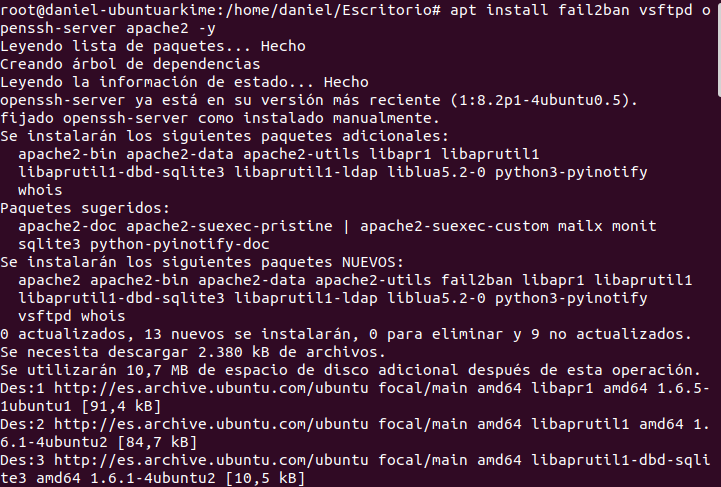 root@daniel-ubuntuarkime:/home/daniel/Escritorio# apt install fail2ban vsftpd o
penssh-server apache2 -y
Leyendo lista de paquetes... Hecho
Creando árbol de dependencias
Leyendo la información de estado... Hecho
openssh-server ya está en su versión más reciente (1:8.2p1-4ubuntu0.5).
fijado openssh-server como instalado manualmente.
Se instalarán los siguientes paquetes adicionales:
  apache2-bin apache2-data apache2-utils libapr1 libaprutil1
  libaprutil1-dbd-sqlite3 libaprutil1-ldap liblua5.2-0 python3-pyinotify
  whois
Paquetes sugeridos:
  apache2-doc apache2-suexec-pristine | apache2-suexec-custom mailx monit
  sqlite3 python-pyinotify-doc
Se instalarán los siguientes paquetes NUEVOS:
  apache2 apache2-bin apache2-data apache2-utils fail2ban libapr1 libaprutil1
  libaprutil1-dbd-sqlite3 libaprutil1-ldap liblua5.2-0 python3-pyinotify
  vsftpd whois
0 actualizados, 13 nuevos se instalarán, 0 para eliminar y 9 no actualizados.
Se necesita descargar 2.380 kB de archivos.
Se utilizarán 10,7 MB de espacio de disco adicional después de esta operación.
Des:1 http://es.archive.ubuntu.com/ubuntu focal/main amd64 libapr1 amd64 1.6.5-
1ubuntu1 [91,4 kB]
Des:2 http://es.archive.ubuntu.com/ubuntu focal/main amd64 libaprutil1 amd64 1.
6.1-4ubuntu2 [84,7 kB]
Des:3 http://es.archive.ubuntu.com/ubuntu focal/main amd64 libaprutil1-dbd-sqli
te3 amd64 1.6.1-4ubuntu2 [10,5 kB]